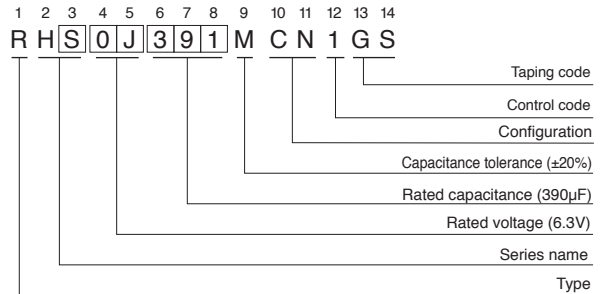 1 2 3 4 5 6 7 8 9 10 11 12 13 14
R H S 0 J 3 9 1 M C N 1 G S
Taping code
Control code
Configuration
Capacitance tolerance (±20%)
Rated capacitance (390µF)
Rated voltage (6.3V)
Series name
Type